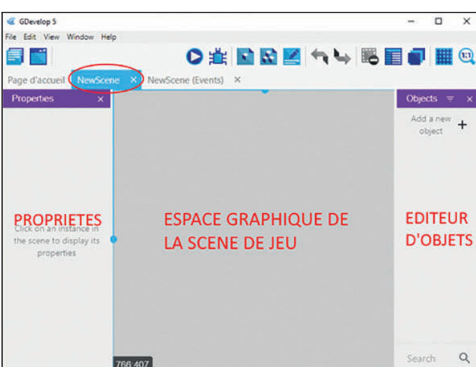 GDevelop 5
File Edit View Window Help
1:1
Page d'accueil NewScene × NewScene (Events) ×
Properties ×
Objects ×
Add a new object +
PROPRIETES
Click on an instance in
the scene to display its
properties
ESPACE GRAPHIQUE DE
LA SCENE DE JEU
EDITEUR
D'OBJETS
766,407
Search